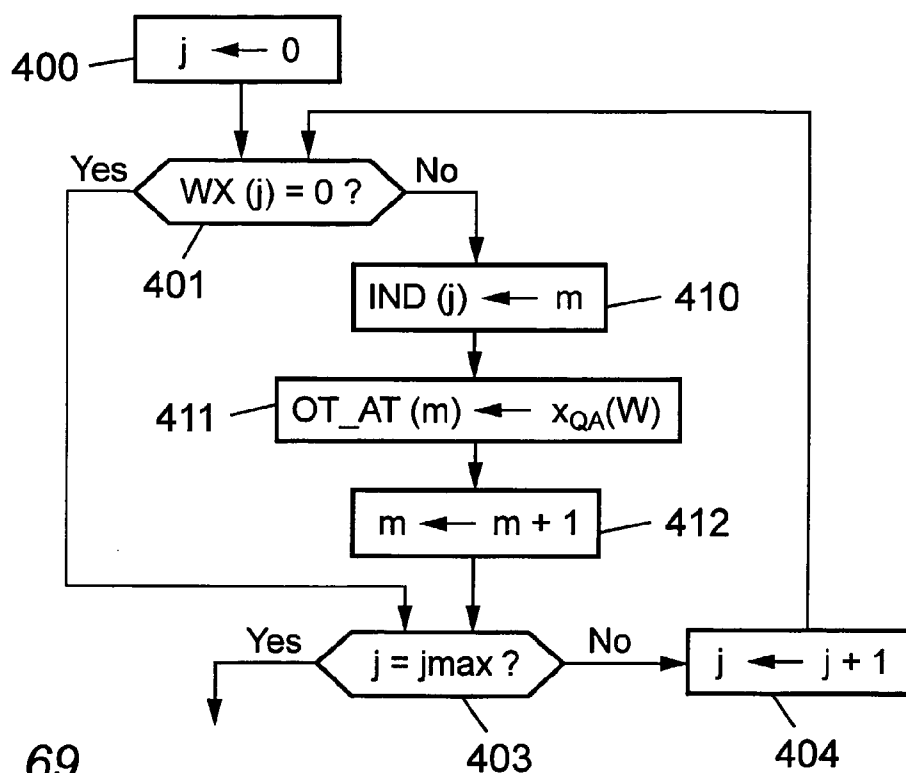 j ← 0
400
Yes
WX (j) = 0 ?
No
401
IND (j) ← m
410
411
OT_AT (m) ← xQA(W)
m ← m + 1
412
Yes
j = jmax ?
No
j ← j + 1
403
404
69